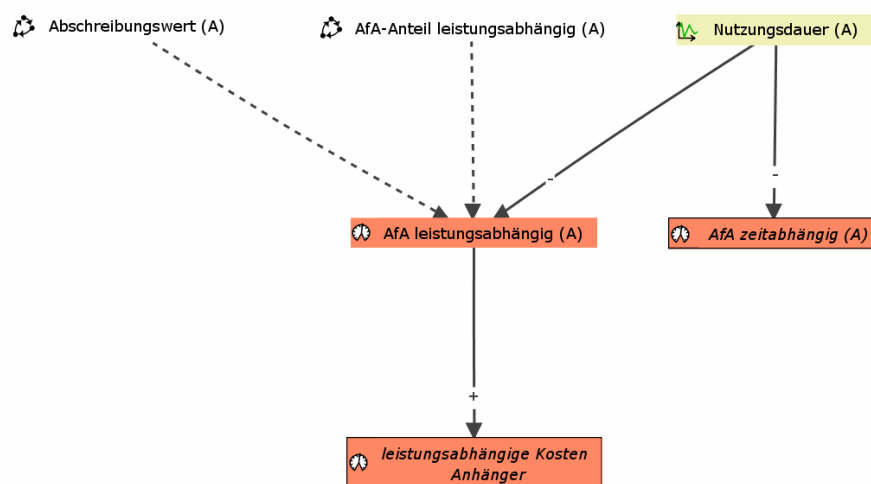 Abschreibungswert (A)
AfA-Anteil leistungsabhängig (A)
Nutzungsdauer (A)
-
-
AfA leistungsabhängig (A)
AfA zeitabhängig (A)
+
leistungsabhängige Kosten
Anhänger